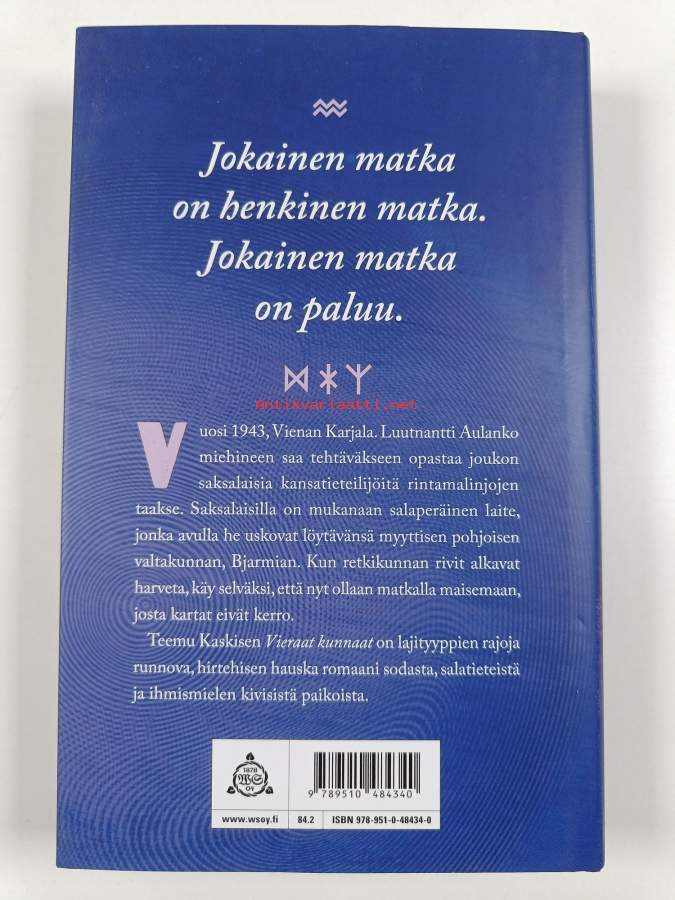 Jokainen matka
on henkinen matka.
Jokainen matka
on paluu.
ᛞᚼᛉ
Antikvariaatti.net
Vuosi 1943, Vienan Karjala. Luutnantti Aulanko
miehineen saa tehtäväkseen opastaa joukon
saksalaisia kansatieteilijöitä rintamalinjojen
taakse. Saksalaisilla on mukanaan salaperäinen laite,
jonka avulla he uskovat löytävänsä myyttisen pohjoisen
valtakunnan, Bjarmian. Kun retkikunnan rivit alkavat
harveta, käy selväksi, että nyt ollaan matkalla maisemaan,
josta kartat eivät kerro.
Teemu Kaskisen Vieraat kunnaat on lajityyppien rajoja
runnova, hirtehisen hauska romaani sodasta, salatieteistä
ja ihmismielen kivisistä paikoista.
1878
WS
OY
9 789510 484340
www.wsoy.fi
84.2
ISBN 978-951-0-48434-0